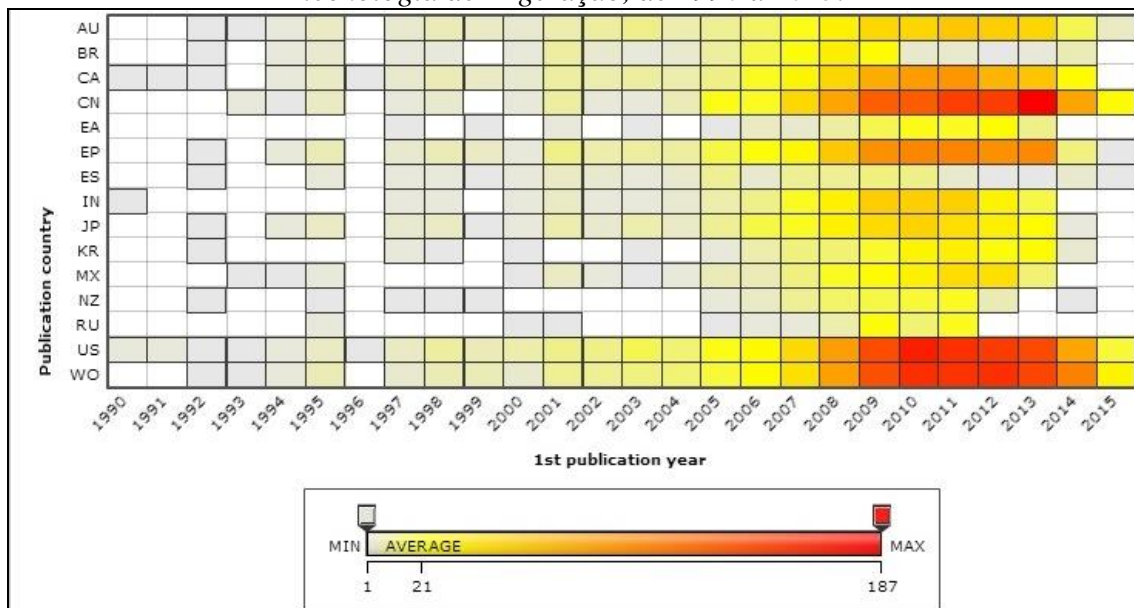 AU
BR
CA
CN
EA
EP
ES
IN
JP
KR
MX
NZ
RU
US
WO
Publication country
1990 1991 1992 1993 1994 1995 1996 1997 1998 1999 2000 2001 2002 2003 2004 2005 2006 2007 2008 2009 2010 2011 2012 2013 2014 2015
1st publication year
MIN AVERAGE MAX
1 21 187